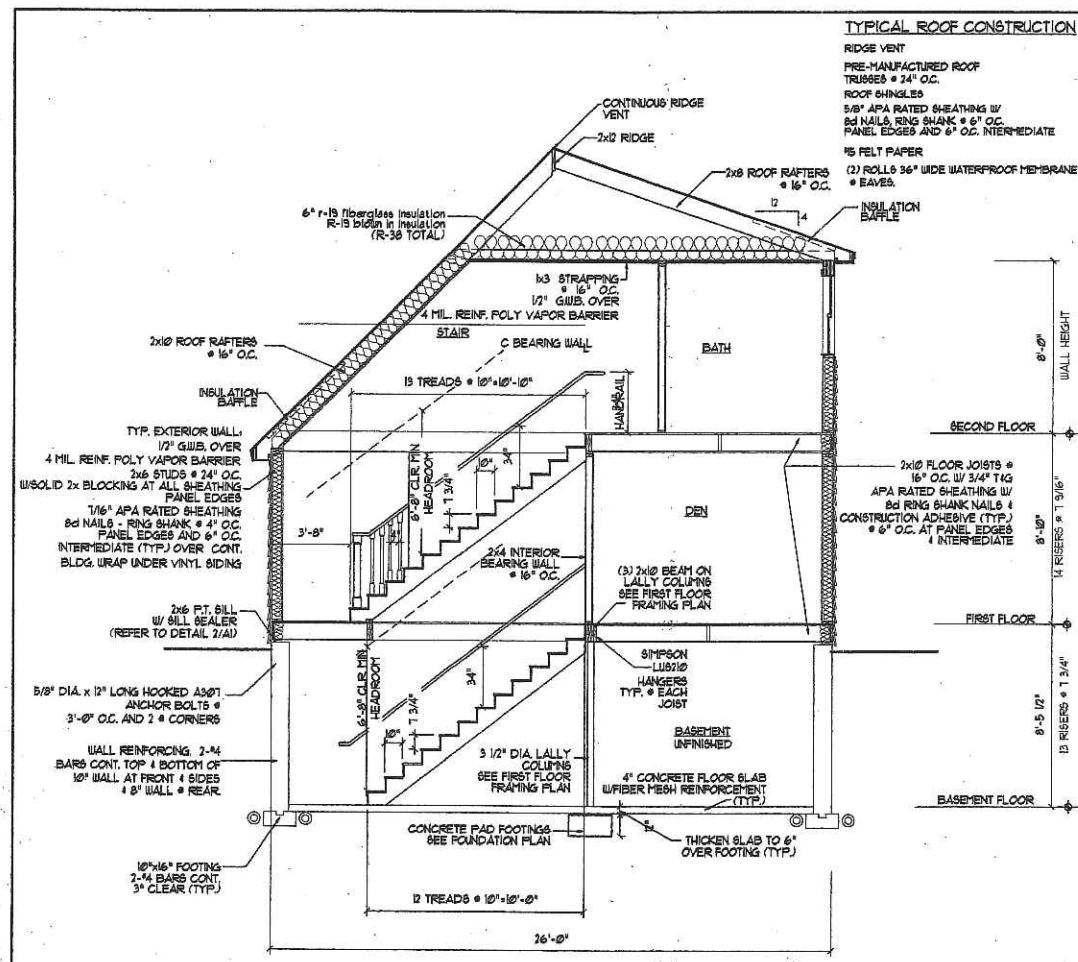 TYPICAL ROOF CONSTRUCTION
RIDGE VENT
PRE-MANUFACTURED ROOF
TRUSSES @ 24" O.C.
ROOF SHINGLES
5/8" APA RATED SHEATHING W/
8d NAILS, RING SHANK @ 6" O.C.
PANEL EDGES AND 6" O.C. INTERMEDIATE
#15 FELT PAPER
(2) ROLLS 36" WIDE WATERPROOF MEMBRANE
@ EAVES.
CONTINUOUS RIDGE
VENT
2x12 RIDGE
2x8 ROOF RAFTERS
@ 16" O.C.
12
4
INSULATION
BAFFLE
6" r-19 fiberglass insulation
R-19 blown in insulation
(R-38 TOTAL)
1x3 STRAPPING
@ 16" O.C.
1/2" G.W.B. OVER
4 MIL. REINF. POLY VAPOR BARRIER
STAIR
C BEARING WALL
BATH
2x10 ROOF RAFTERS
@ 16" O.C.
13 TREADS @ 10"=10'-10"
HANDRAIL
8'-0"
WALL HEIGHT
INSULATION
BAFFLE
SECOND FLOOR
TYP. EXTERIOR WALL:
1/2" G.W.B. OVER
4 MIL. REINF. POLY VAPOR BARRIER
2x6 STUDS @ 24" O.C.
W/SOLID 2x BLOCKING AT ALL SHEATHING
PANEL EDGES
7/16" APA RATED SHEATHING
8d NAILS - RING SHANK @ 4" O.C.
PANEL EDGES AND 6" O.C.
INTERMEDIATE (TYP.) OVER CONT.
BLDG. WRAP UNDER VINYL SIDING
3'-8"
4"
6'-8" CLR. MIN.
HEADROOM
7 3/4"
10"
34"
DEN
2x10 FLOOR JOISTS @
16" O.C. W/ 3/4" T&G
APA RATED SHEATHING W/
8d RING SHANK NAILS &
CONSTRUCTION ADHESIVE (TYP.)
@ 6" O.C. AT PANEL EDGES
& INTERMEDIATE
8'-10"
14 RISERS @ 7 9/16"
2x4 INTERIOR
BEARING WALL
@ 16" O.C.
(3) 2x10 BEAM ON
LALLY COLUMNS
SEE FIRST FLOOR
FRAMING PLAN
2x6 P.T. SILL
W/ SILL SEALER
(REFER TO DETAIL 2/A1)
FIRST FLOOR
SIMPSON
LUS210
HANGERS
TYP. @ EACH
JOIST
5/8" DIA. x 12" LONG HOOKED A307
ANCHOR BOLTS @
3'-0" O.C. AND 2 @ CORNERS
6'-8" CLR. MIN.
HEADROOM
7 3/4"
10"
34"
WALL REINFORCING, 2-#4
BARS CONT. TOP & BOTTOM OF
10" WALL AT FRONT & SIDES
& 8" WALL @ REAR.
3 1/2" DIA. LALLY
COLUMNS
SEE FIRST FLOOR
FRAMING PLAN
BASEMENT
UNFINISHED
4" CONCRETE FLOOR SLAB
W/FIBER MESH REINFORCEMENT
(TYP.)
8'-5 1/2"
13 RISERS @ 7 3/4"
BASEMENT FLOOR
CONCRETE PAD FOOTINGS
SEE FOUNDATION PLAN
12"
THICKEN SLAB TO 6"
OVER FOOTING (TYP.)
10"x16" FOOTING
2-#4 BARS CONT.
3" CLEAR (TYP.)
12 TREADS @ 10"=10'-0"
26'-0"